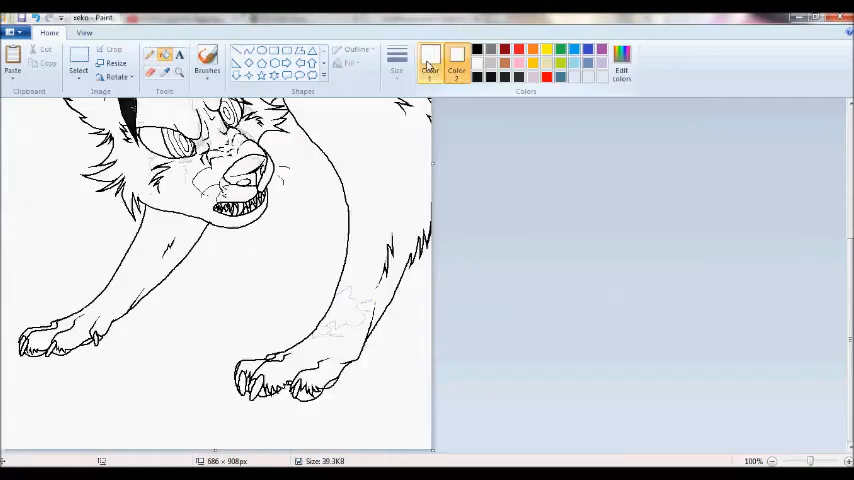 xeko - Paint
Home View
Cut
Copy
Paste
Clipboard
Select
Crop
Resize
Rotate
Image
A
Tools
Brushes
Outline
Fill
Shapes
Size
Color 1
Color 2
Edit colors
Colors
686 × 908px
Size: 39.3KB
100%